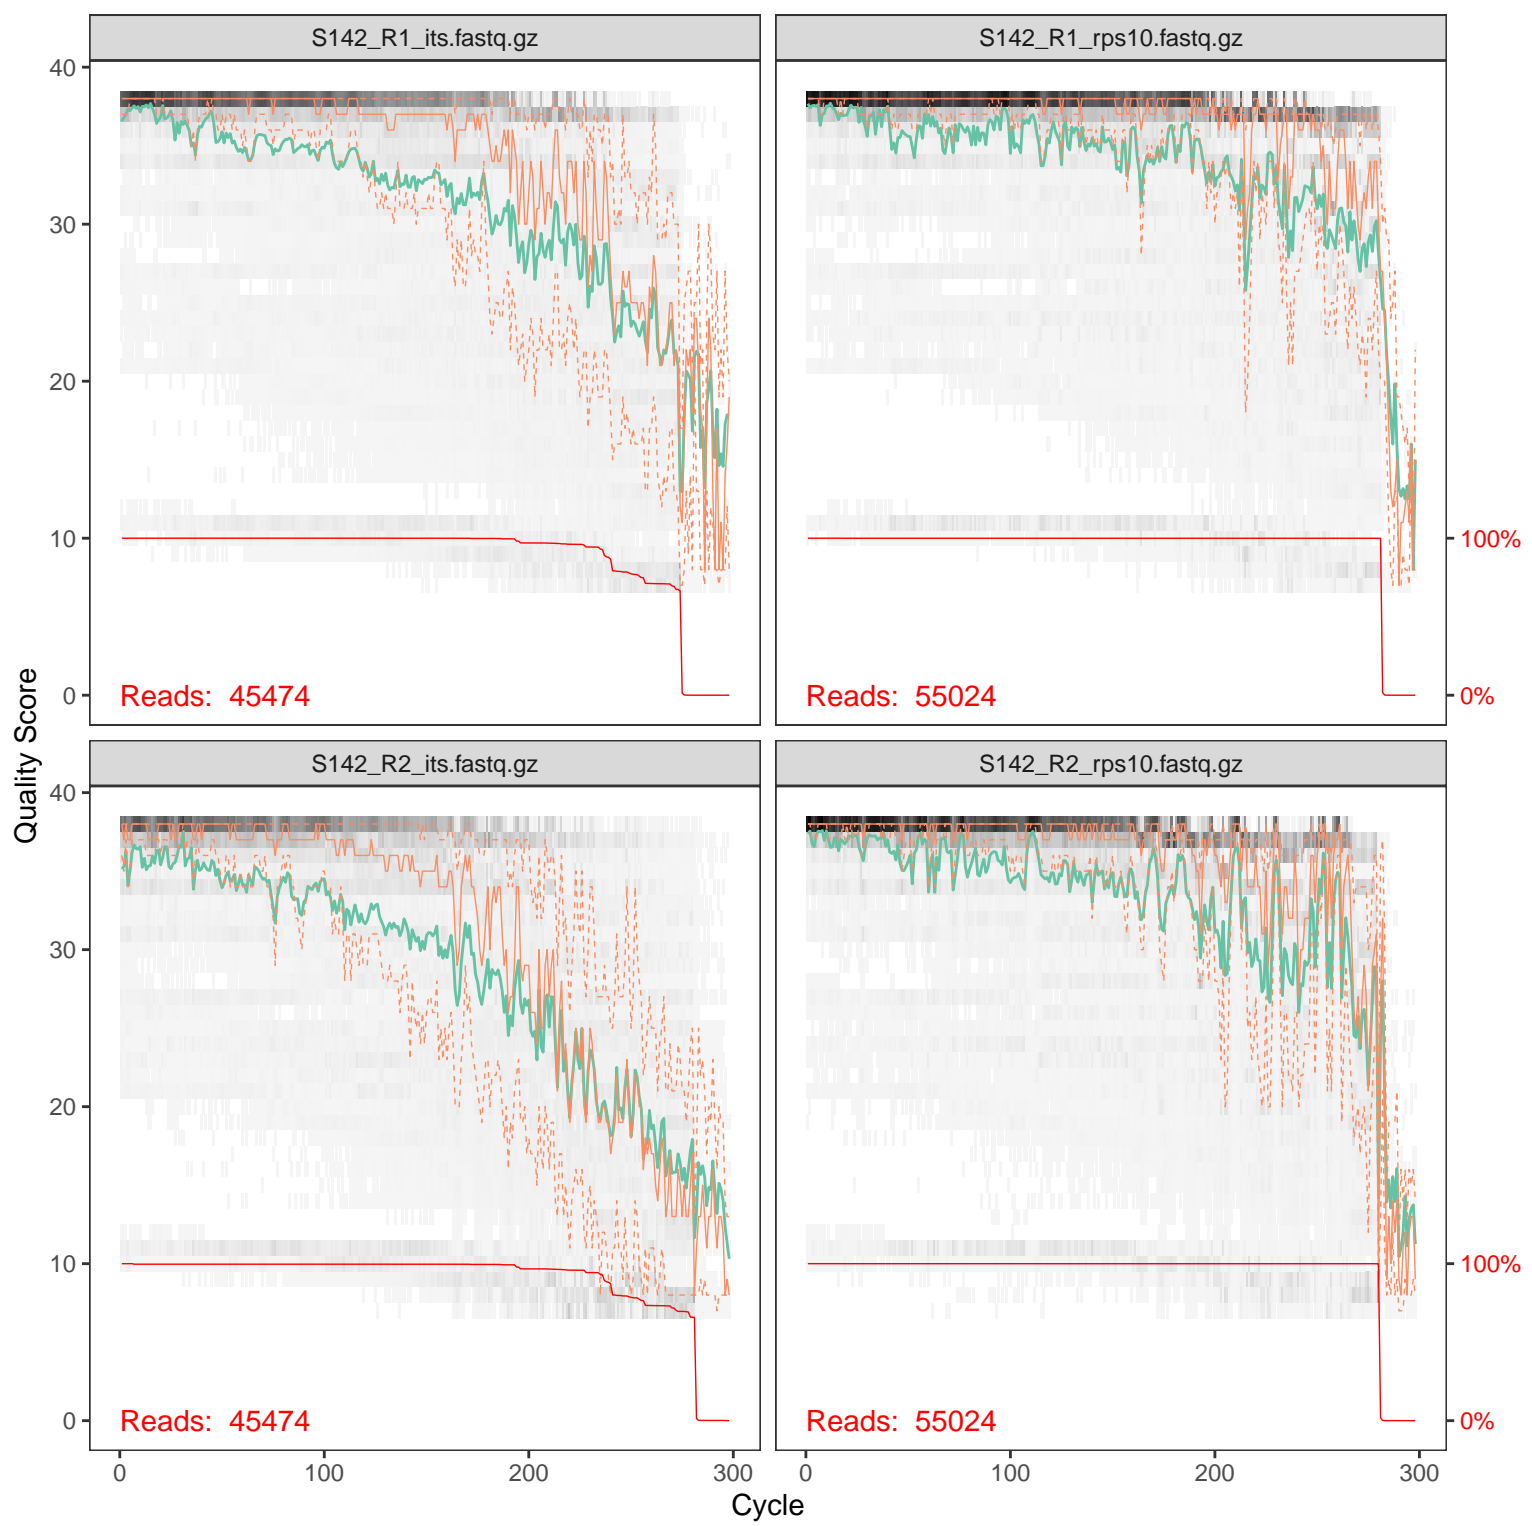 S142_R1_its.fastq.gz
S142_R1_rps10.fastq.gz
40
30
20
10
0
Reads: 45474
Reads: 55024
100%
0%
Quality Score
S142_R2_its.fastq.gz
S142_R2_rps10.fastq.gz
40
30
20
10
0
Reads: 45474
Reads: 55024
100%
0%
0 100 200 300
0 100 200 300
Cycle